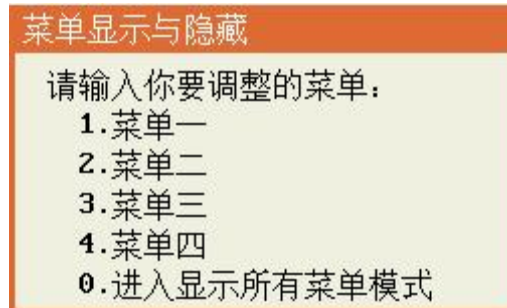 菜单显示与隐藏
请输入你要调整的菜单：
1.菜单一
2.菜单二
3.菜单三
4.菜单四
0.进入显示所有菜单模式